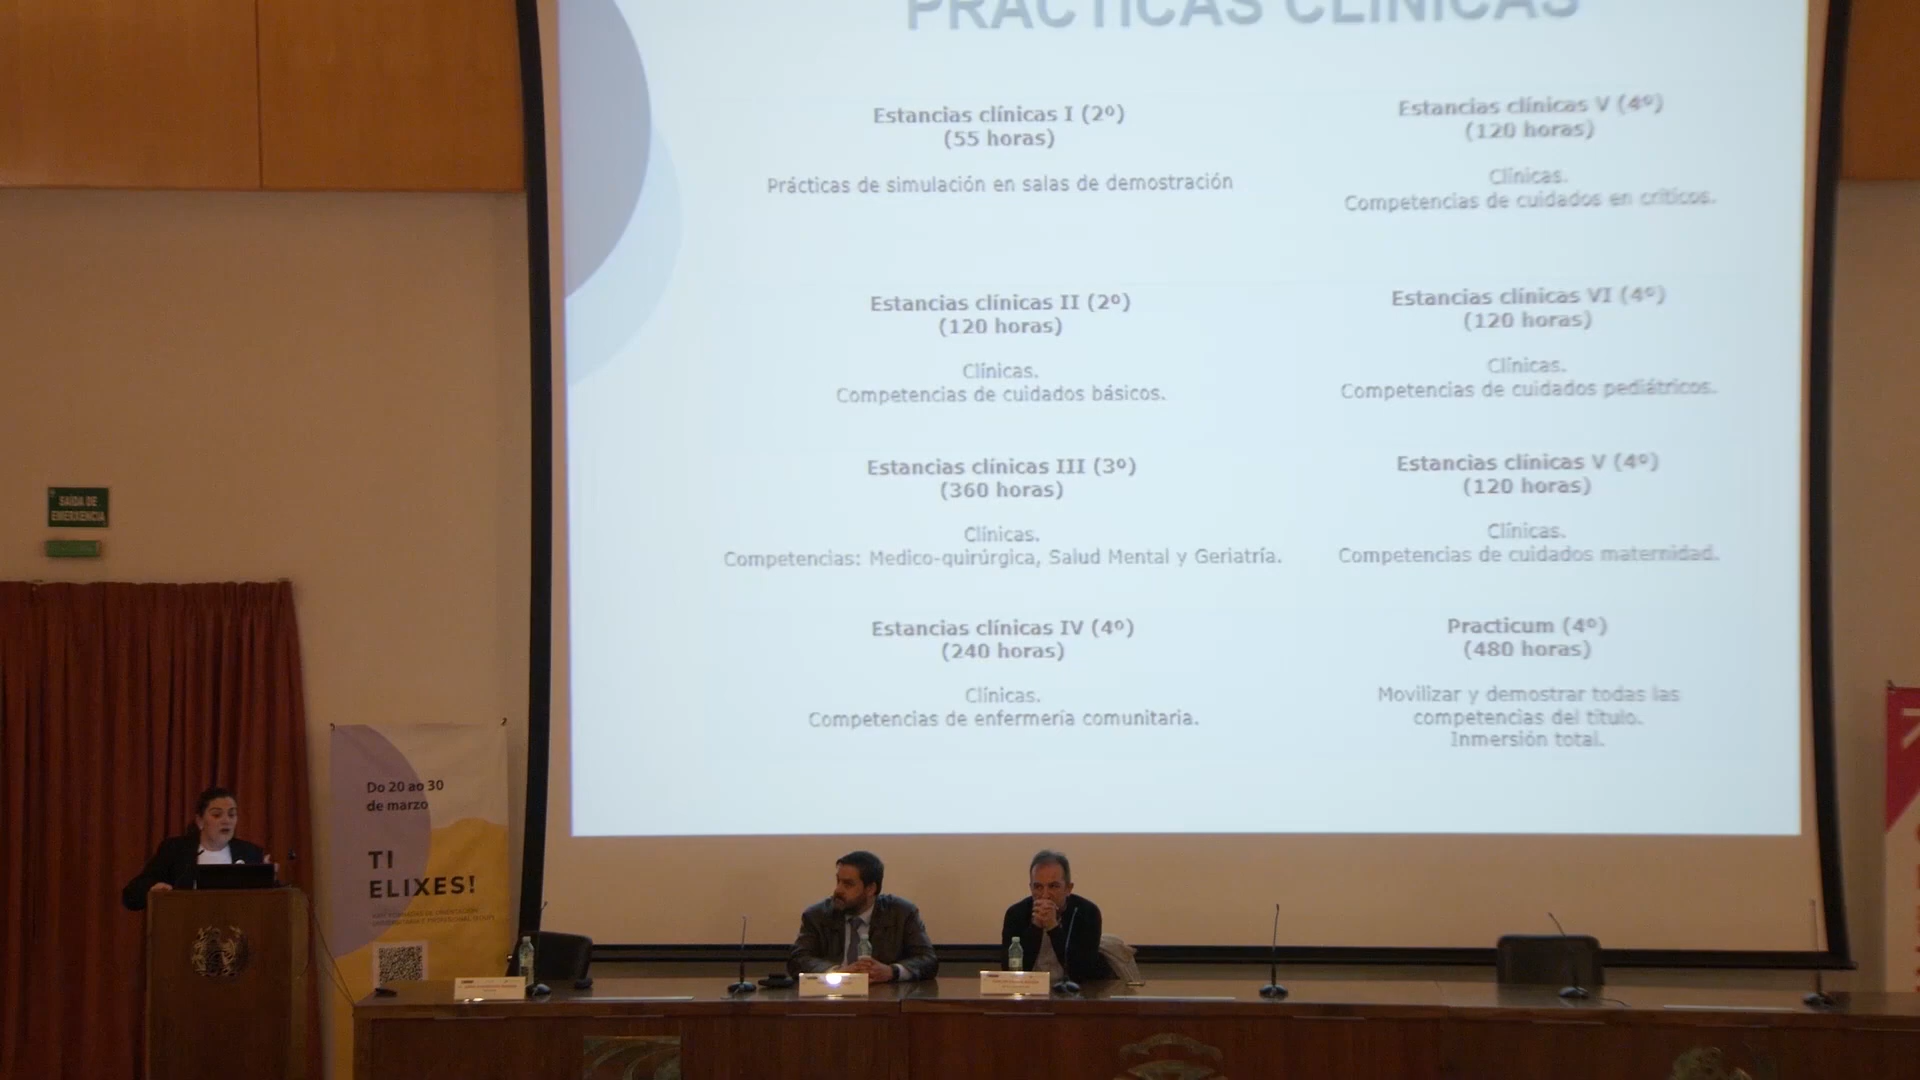 PRÁCTICAS CLÍNICAS
Estancias clínicas I (2º)
(55 horas)
Prácticas de simulación en salas de demostración
Estancias clínicas II (2º)
(120 horas)
Clínicas.
Competencias de cuidados básicos.
Estancias clínicas III (3º)
(360 horas)
Clínicas.
Competencias: Medico-quirúrgica, Salud Mental y Geriatría.
Estancias clínicas IV (4º)
(240 horas)
Clínicas.
Competencias de enfermería comunitaria.
Estancias clínicas V (4º)
(120 horas)
Clínicas.
Competencias de cuidados en críticos.
Estancias clínicas VI (4º)
(120 horas)
Clínicas.
Competencias de cuidados pediátricos.
Estancias clínicas V (4º)
(120 horas)
Clínicas.
Competencias de cuidados maternidad.
Practicum (4º)
(480 horas)
Movilizar y demostrar todas las
competencias del título.
Inmersión total.
SAÍDA DE
EMERXENCIA
Do 20 ao 30
de marzo
TI
ELIXES!